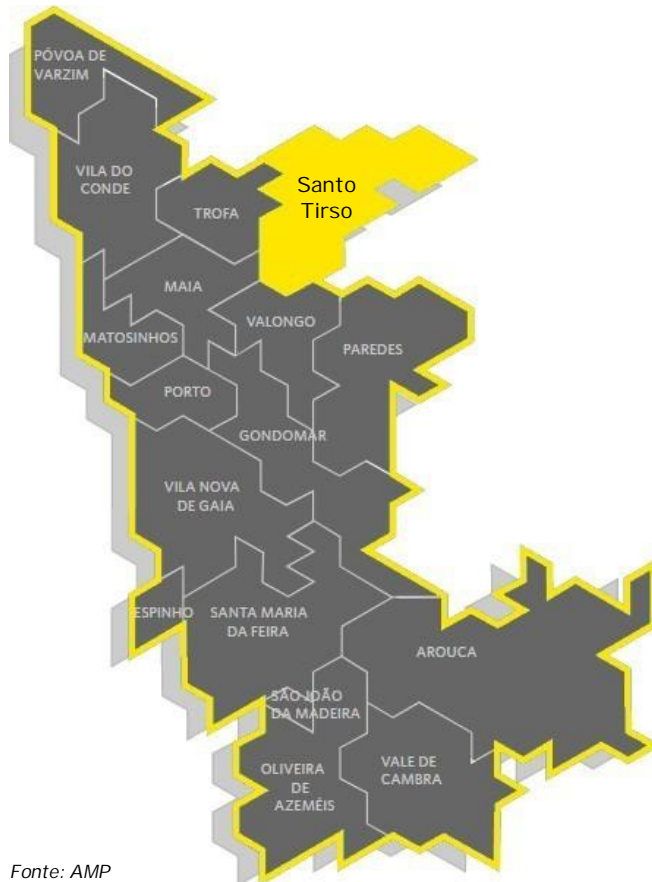 PÓVOA DE
VARZIM
VILA DO
CONDE
Santo
Tirso
TROFA
MAIA
VALONGO
MATOSINHOS
PAREDES
PORTO
GONDOMAR
VILA NOVA
DE GAIA
ESPINHO
SANTA MARIA
DA FEIRA
AROUCA
SÃO JOÃO
DA MADEIRA
OLIVEIRA
DE
AZEMÉIS
VALE DE
CAMBRA
Fonte: AMP